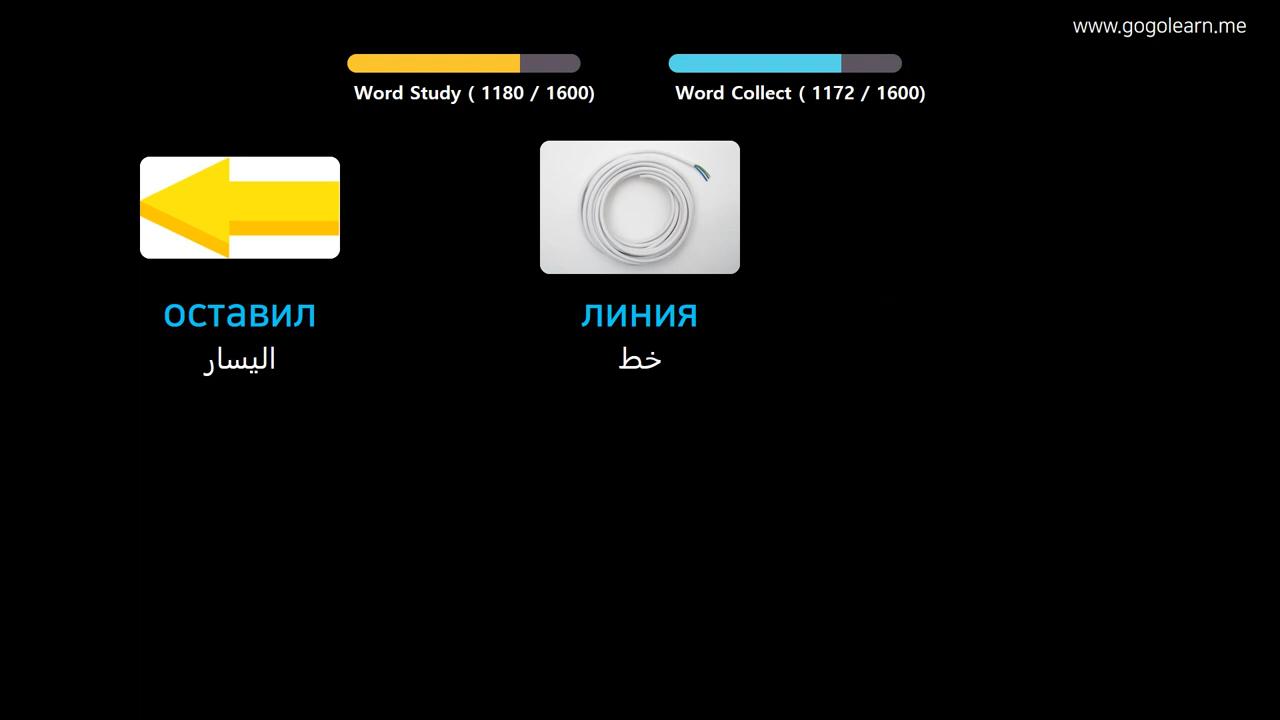 www.gogolearn.me
Word Study ( 1180 / 1600)
Word Collect ( 1172 / 1600)
оставил
اليسار
линия
خط